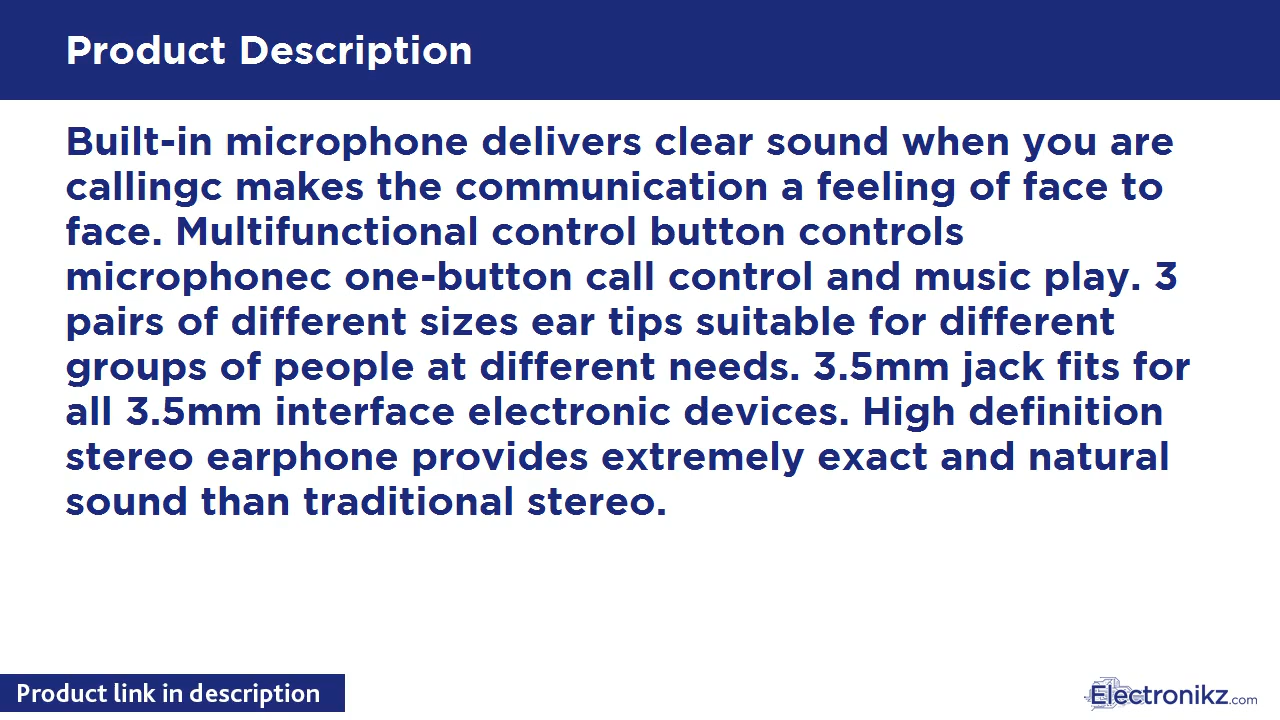 Product Description
Built-in microphone delivers clear sound when you are
callingc makes the communication a feeling of face to
face. Multifunctional control button controls
microphonec one-button call control and music play. 3
pairs of different sizes ear tips suitable for different
groups of people at different needs. 3.5mm jack fits for
all 3.5mm interface electronic devices. High definition
stereo earphone provides extremely exact and natural
sound than traditional stereo.
Product link in description
Electronikz.com